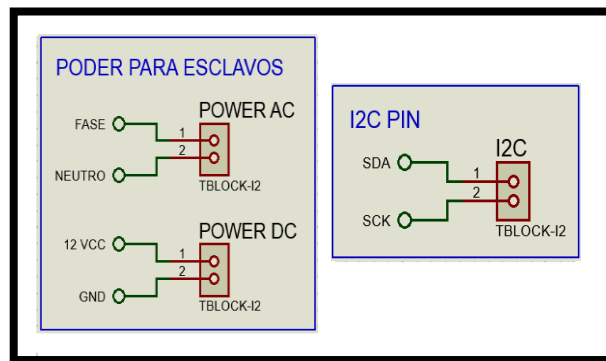 PODER PARA ESCLAVOS
POWER AC
FASE
1
2
NEUTRO
TBLOCK-I2
POWER DC
12 VCC
1
2
GND
TBLOCK-I2
I2C PIN
I2C
SDA
1
2
SCK
TBLOCK-I2